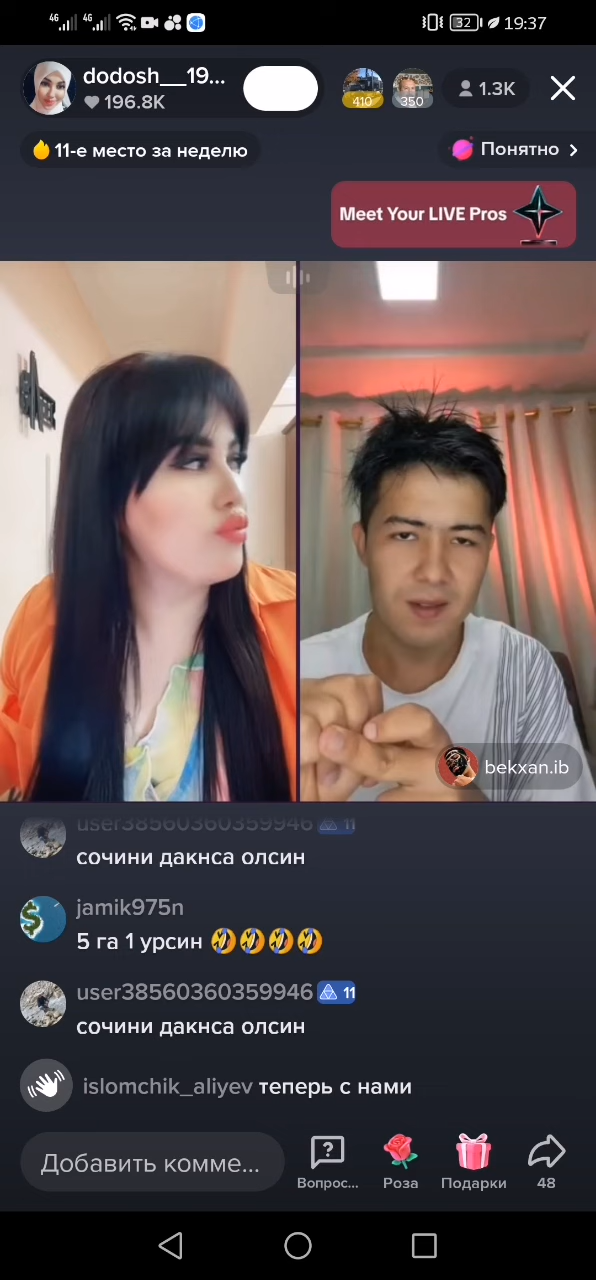 4G 4G 32 19:37
dodosh__19...
196.8K
410 350 1.3K
11-е место за неделю
Понятно
Meet Your LIVE Pros
bekxan.ib
user38560360359946 11
сочини дакнса олсин
jamik975n
5 га 1 урсин 🤣🤣🤣🤣
user38560360359946 11
сочини дакнса олсин
islomchik_aliyev теперь с нами
Добавить комме...
Вопрос... Роза Подарки 48